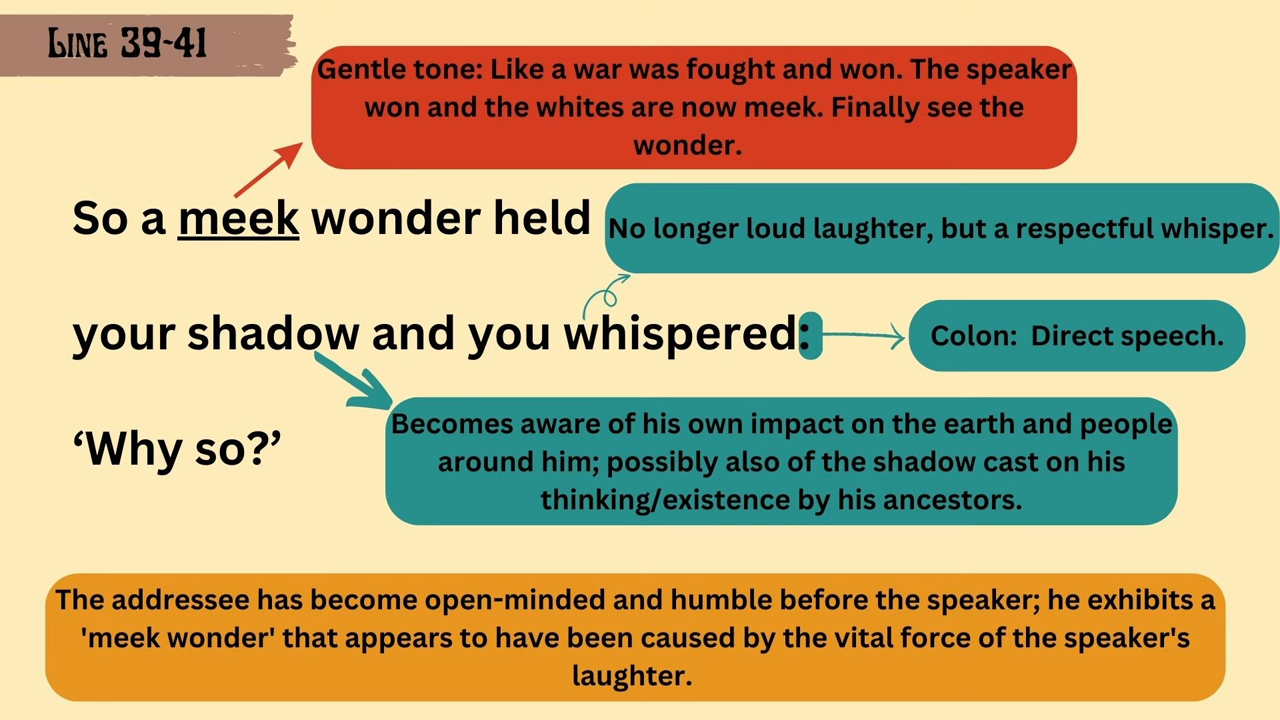 Line 39-41
Gentle tone: Like a war was fought and won. The speaker
won and the whites are now meek. Finally see the
wonder.
So a meek wonder held
No longer loud laughter, but a respectful whisper.
your shadow and you whispered:
Colon:  Direct speech.
Becomes aware of his own impact on the earth and people
around him; possibly also of the shadow cast on his
thinking/existence by his ancestors.
‘Why so?’
The addressee has become open-minded and humble before the speaker; he exhibits a
'meek wonder' that appears to have been caused by the vital force of the speaker's
laughter.